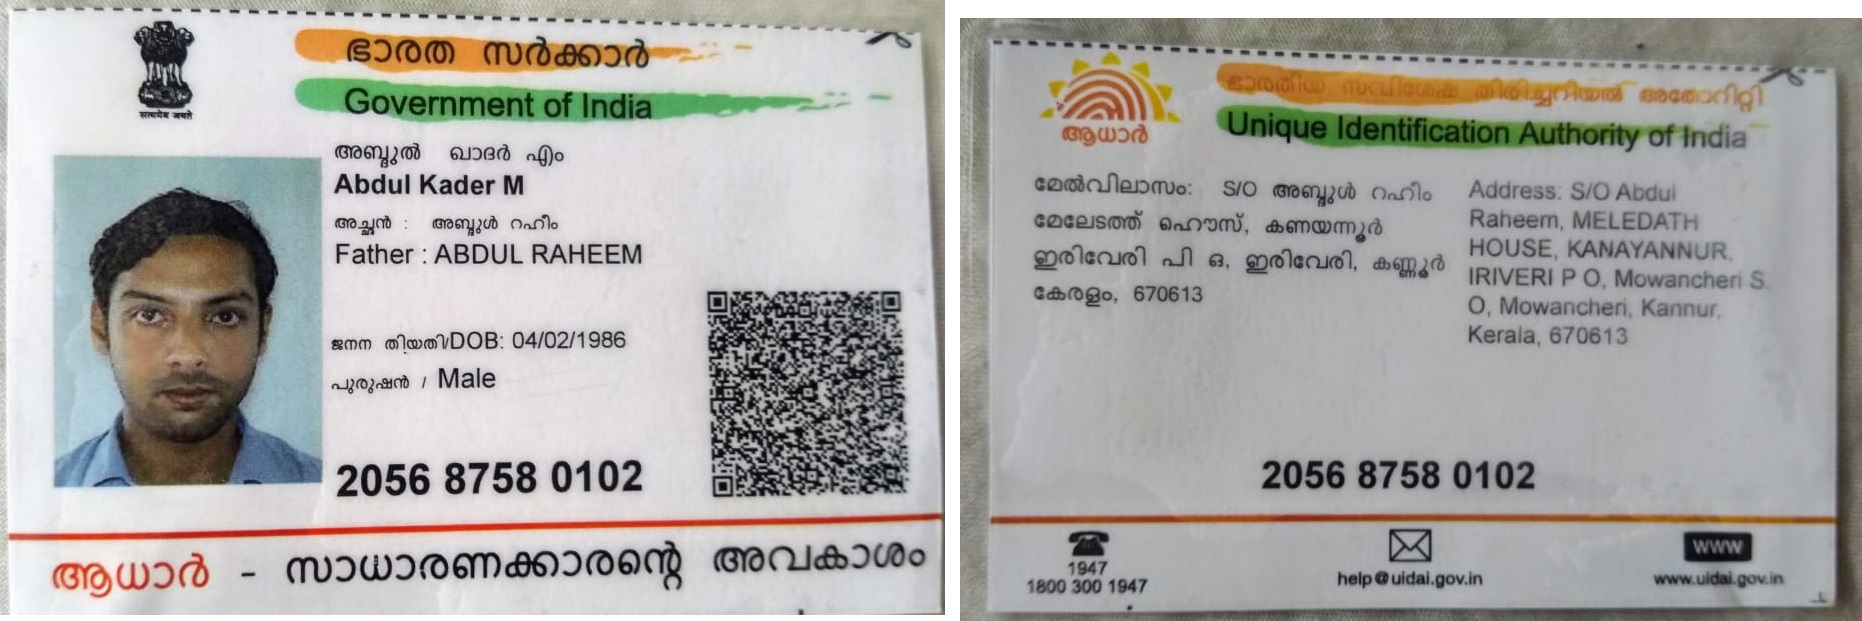 ഭാരത സർക്കാർ
Government of India
सत्यमेव जयते
അബ്ദുൽ ഖാദർ എം
Abdul Kader M
അച്ഛൻ : അബ്ദുൾ റഹീം
Father : ABDUL RAHEEM
ജനന തിയതി/DOB: 04/02/1986
പുരുഷൻ / Male
2056 8758 0102
ആധാർ - സാധാരണക്കാരന്റെ അവകാശം
ഭാരതീയ സവിശേഷ തിരിച്ചറിയൽ അതോറിറ്റി
Unique Identification Authority of India
ആധാർ
മേൽവിലാസം: S/O അബ്ദുൾ റഹീം
മേലേടത്ത് ഹൌസ്, കണയന്നൂർ
ഇരിവേരി പി ഒ, ഇരിവേരി, കണ്ണൂർ
കേരളം, 670613
Address: S/O Abdul
Raheem, MELEDATH
HOUSE, KANAYANNUR,
IRIVERI P O, Mowancheri S.
O, Mowancheri, Kannur,
Kerala, 670613
2056 8758 0102
1947
1800 300 1947
help@uidai.gov.in
www
www.uidai.gov.in